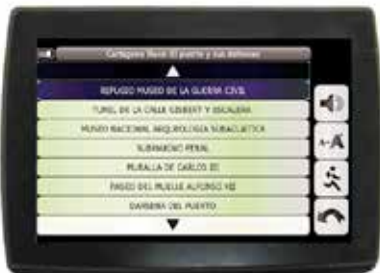 Cartagena Ruta: El puerto y sus defensas
REFUGIO MUSEO DE LA GUERRA CIVIL
TUNEL DE LA CALLE GISBERT Y ESCALERA
MUSEO NACIONAL ARQUEOLOGIA SUBACUATICA
SUBMARINO PERAL
MURALLA DE CARLOS III
PASEO DEL MUELLE ALFONSO XII
DARSENA DEL PUERTO
A-A